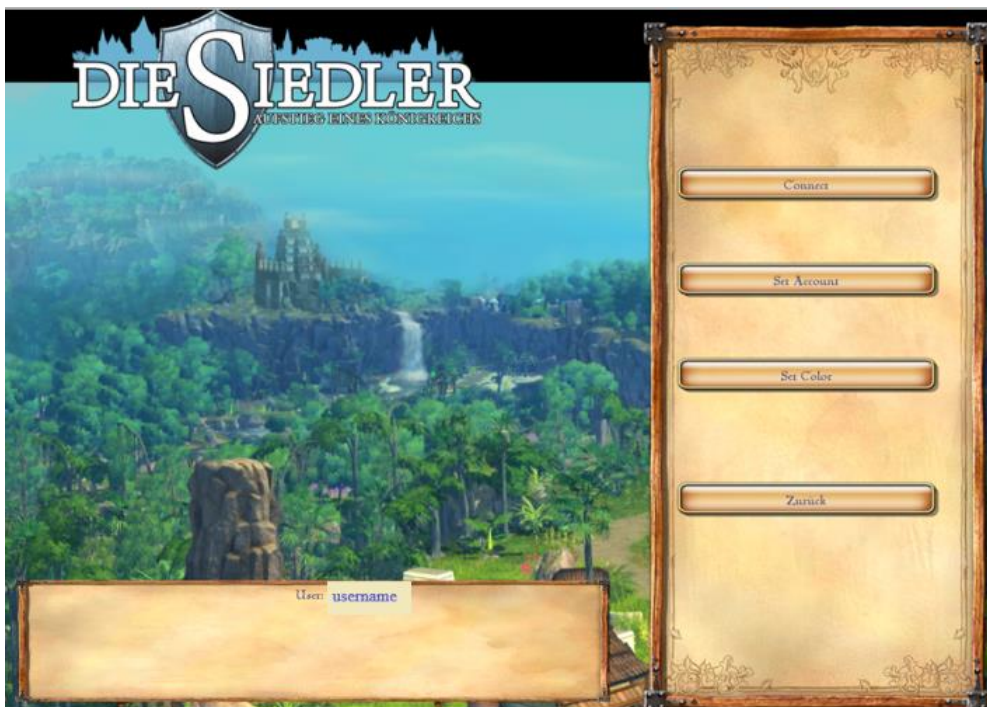 DIE SIEDLER
AUFSTIEG EINES KÖNIGREICHS
Connect
Set Account
Set Color
Zurück
User: username